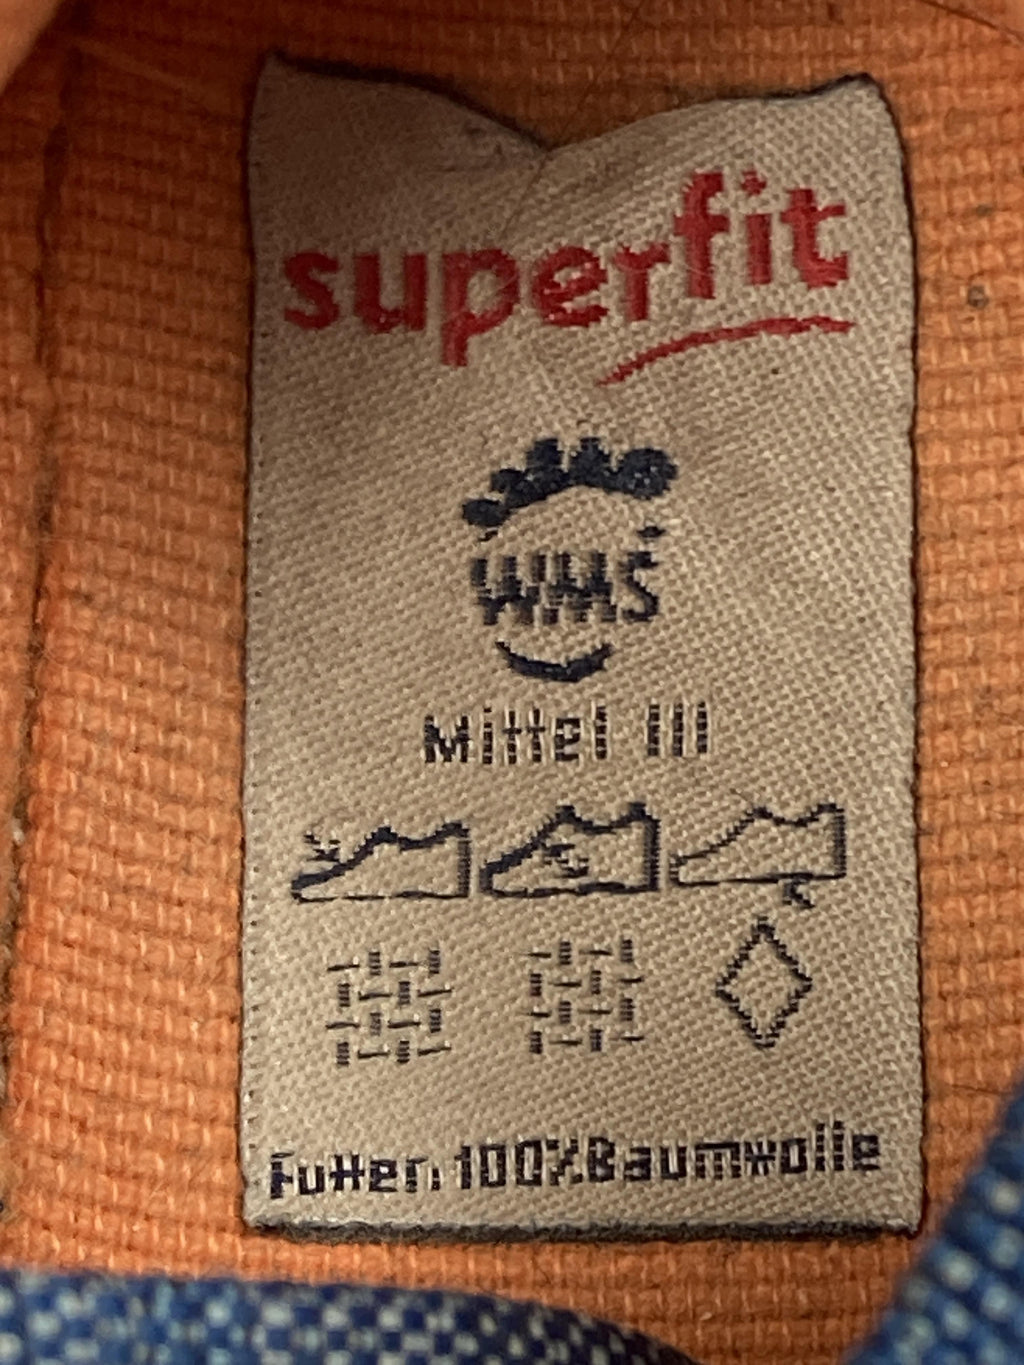 superfit
WMS
Mittel III
Futter: 100% Baumwolle